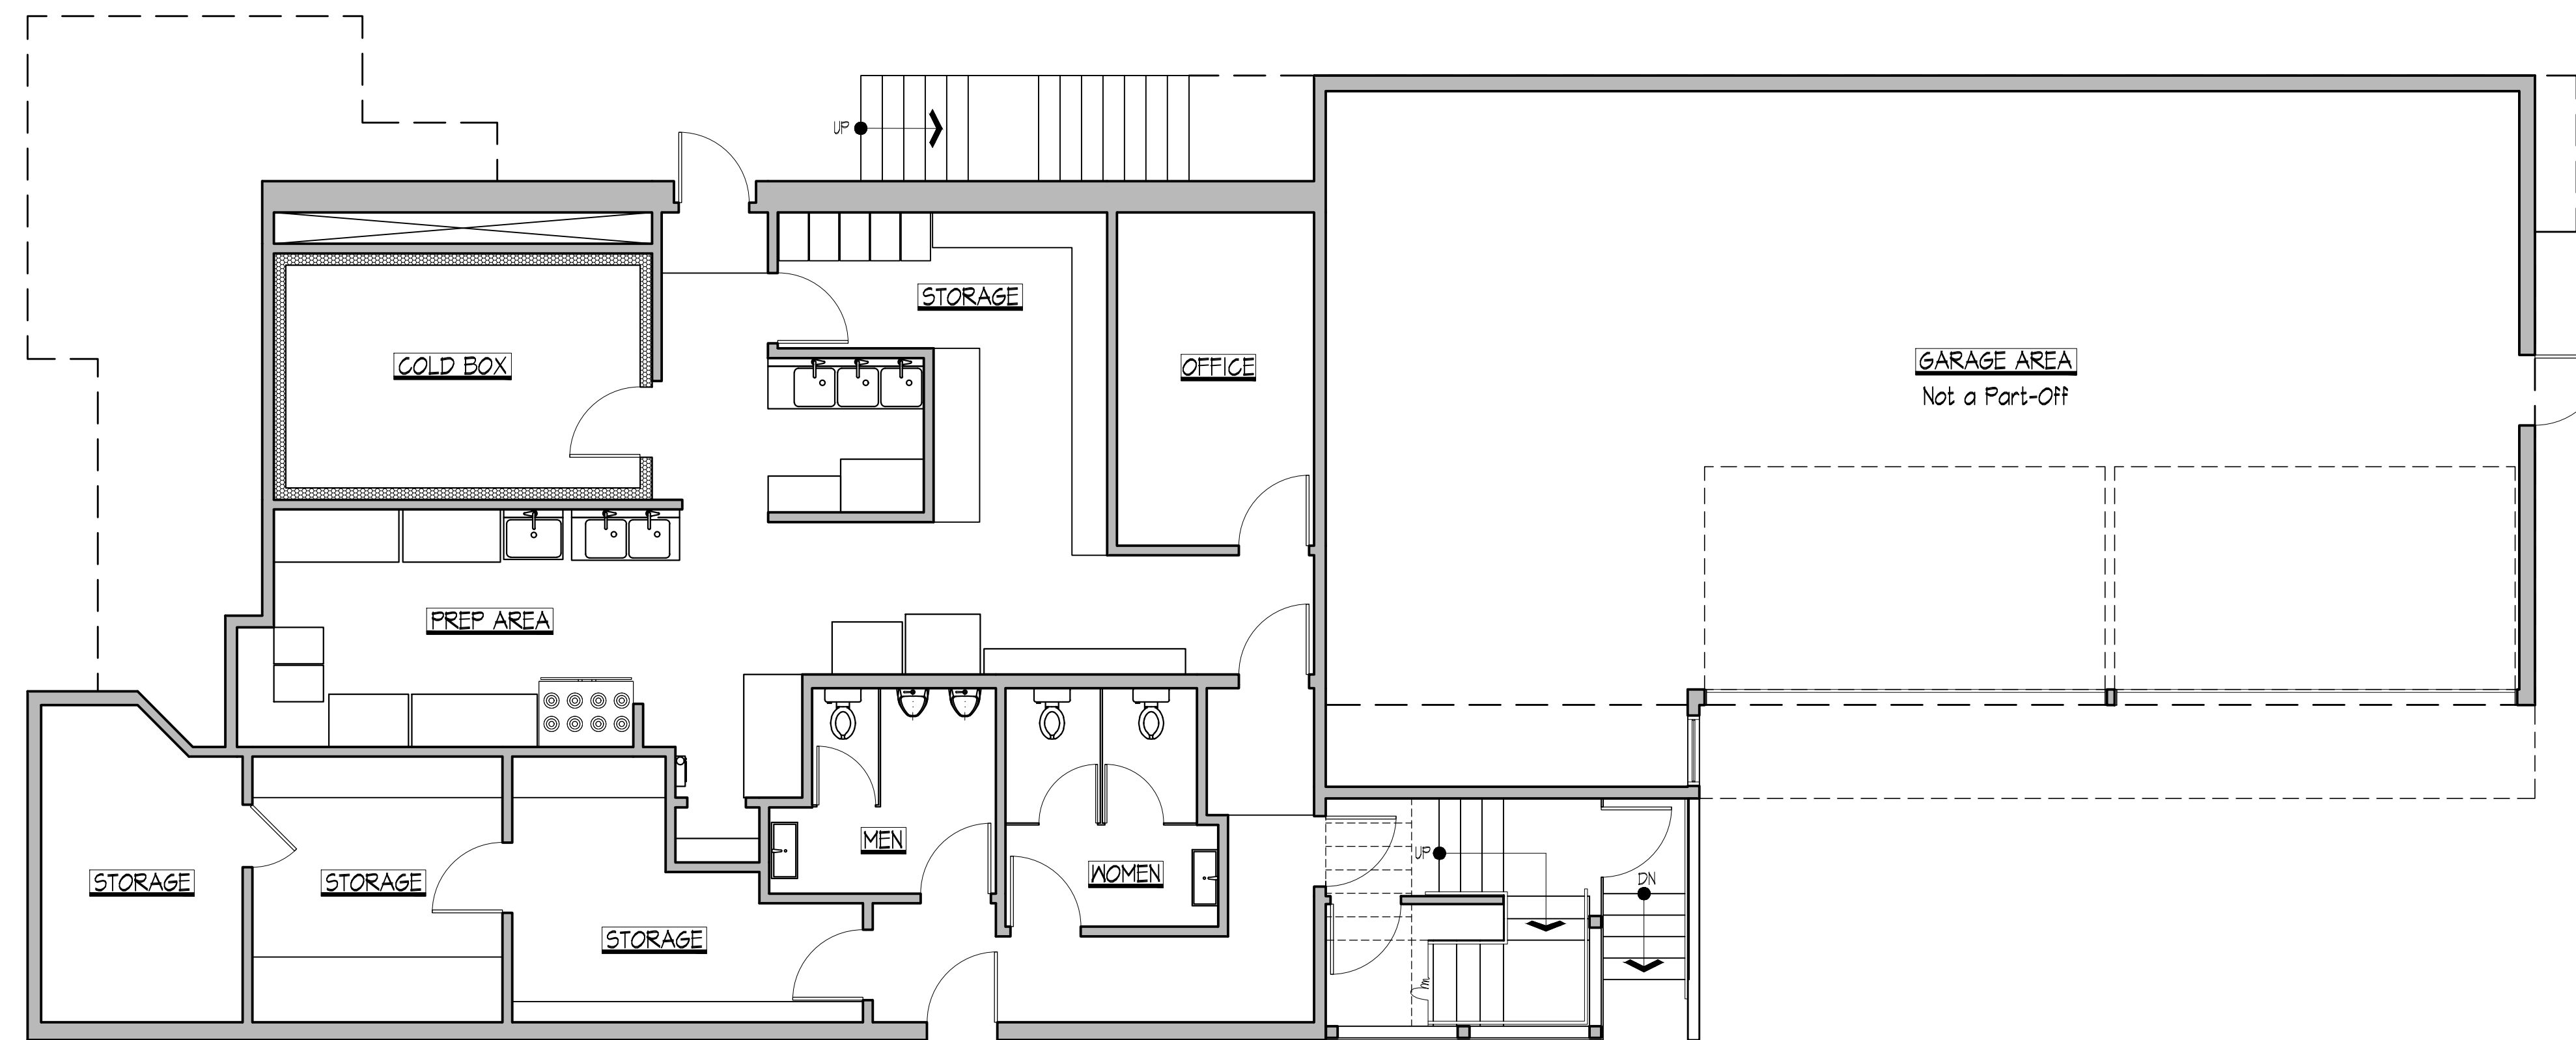 UP
STORAGE
COLD BOX
OFFICE
GARAGE AREA
Not a Part-Off
PREP AREA
MEN
WOMEN
UP
DN
STORAGE
STORAGE
STORAGE